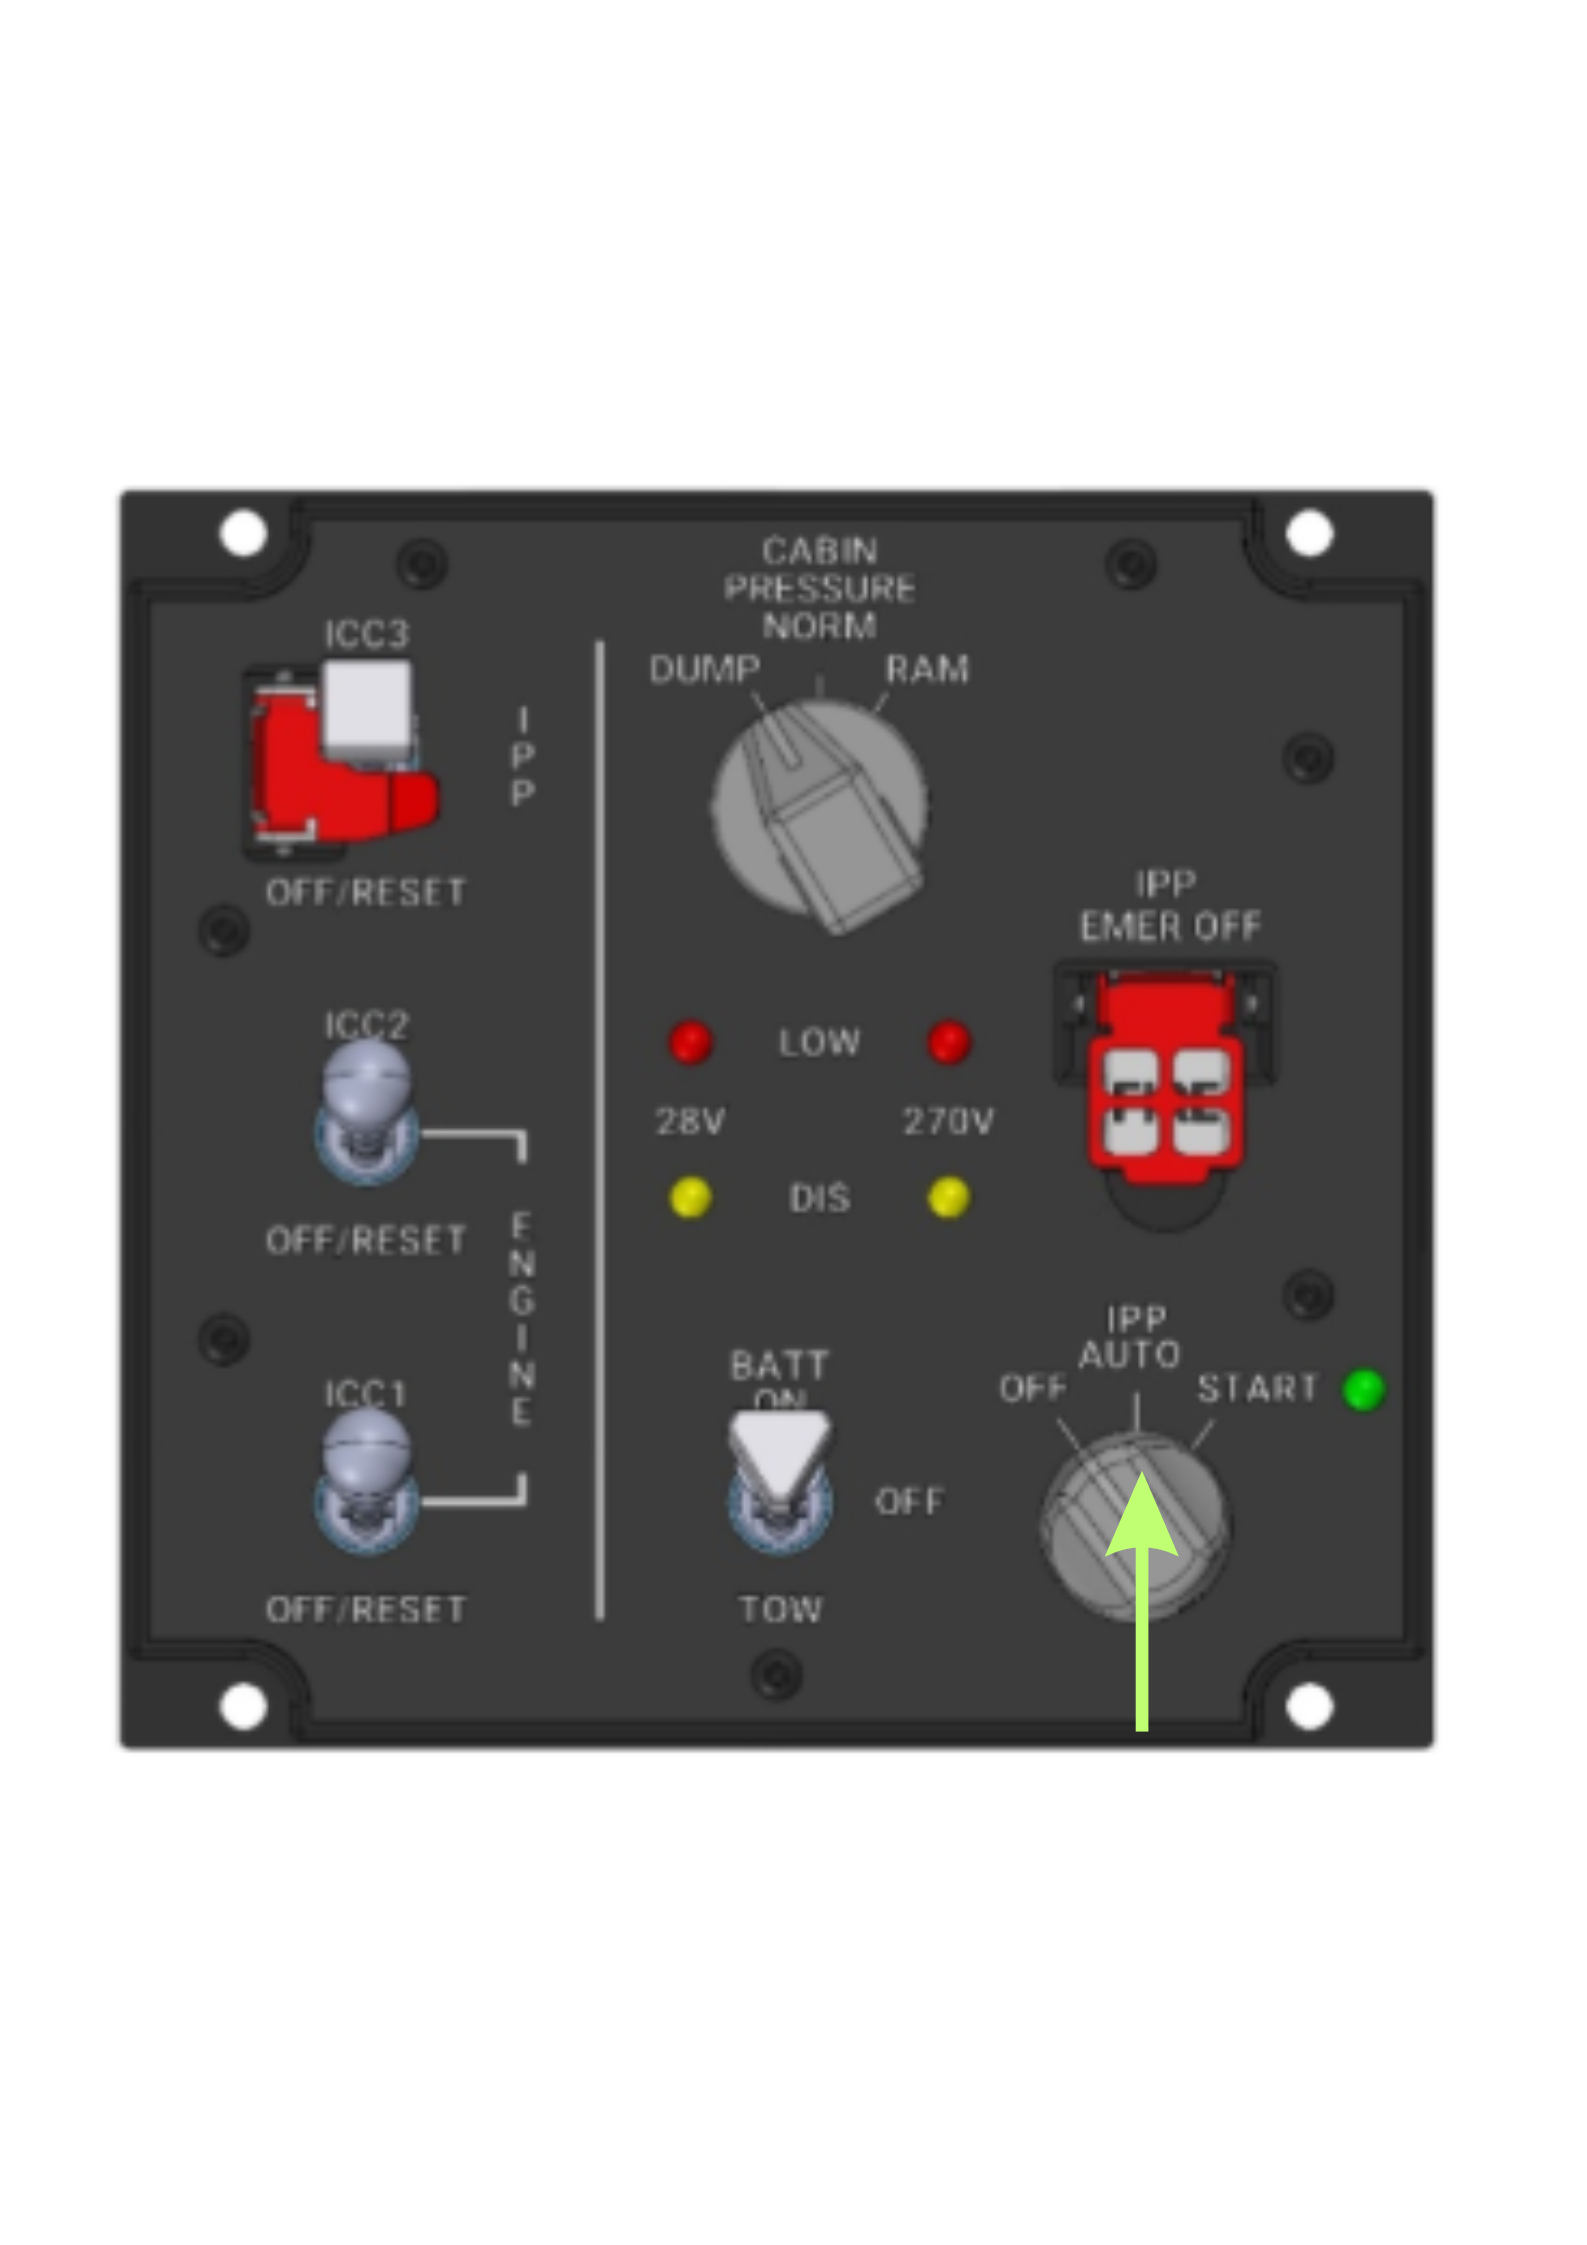 CABIN
PRESSURE
NORM
DUMP
RAM
ICC3
IPP
OFF/RESET
IPP
EMER OFF
ICC2
LOW
28V
270V
DIS
OFF/RESET
ENGINE
IPP
AUTO
OFF
START
BATT
ON
ICC1
OFF
OFF/RESET
TOW